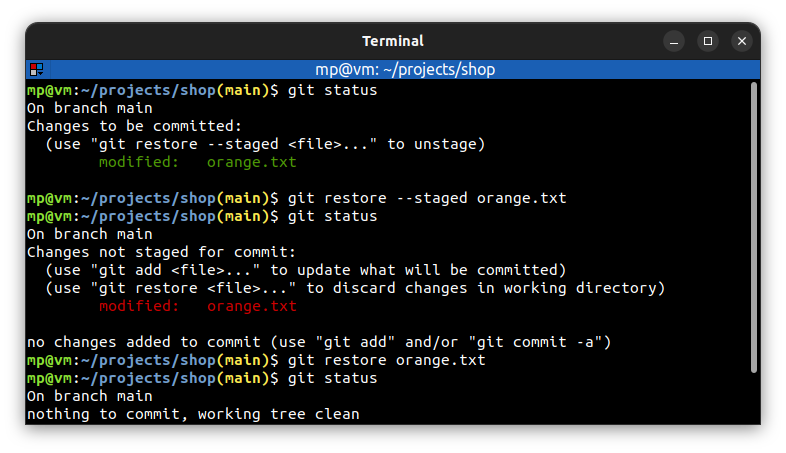 Terminal
mp@vm: ~/projects/shop
mp@vm:~/projects/shop(main)$ git status
On branch main
Changes to be committed:
  (use "git restore --staged <file>..." to unstage)
        modified:   orange.txt

mp@vm:~/projects/shop(main)$ git restore --staged orange.txt
mp@vm:~/projects/shop(main)$ git status
On branch main
Changes not staged for commit:
  (use "git add <file>..." to update what will be committed)
  (use "git restore <file>..." to discard changes in working directory)
        modified:   orange.txt

no changes added to commit (use "git add" and/or "git commit -a")
mp@vm:~/projects/shop(main)$ git restore orange.txt
mp@vm:~/projects/shop(main)$ git status
On branch main
nothing to commit, working tree clean